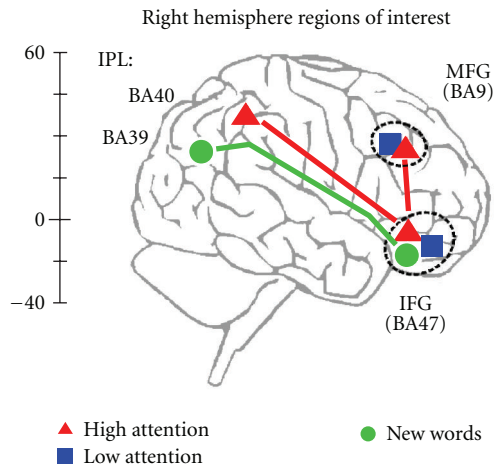 Right hemisphere regions of interest
60
IPL:
MFG
(BA9)
BA40
BA39
0
−40
IFG
(BA47)
High attention
New words
Low attention